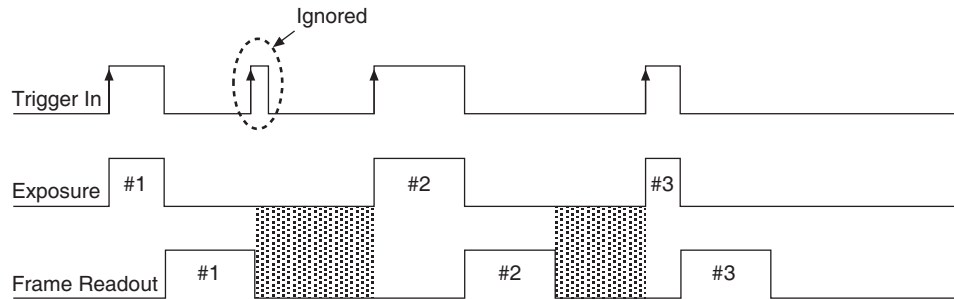 Ignored
Trigger In
Exposure #1 #2 #3
Frame Readout #1 #2 #3